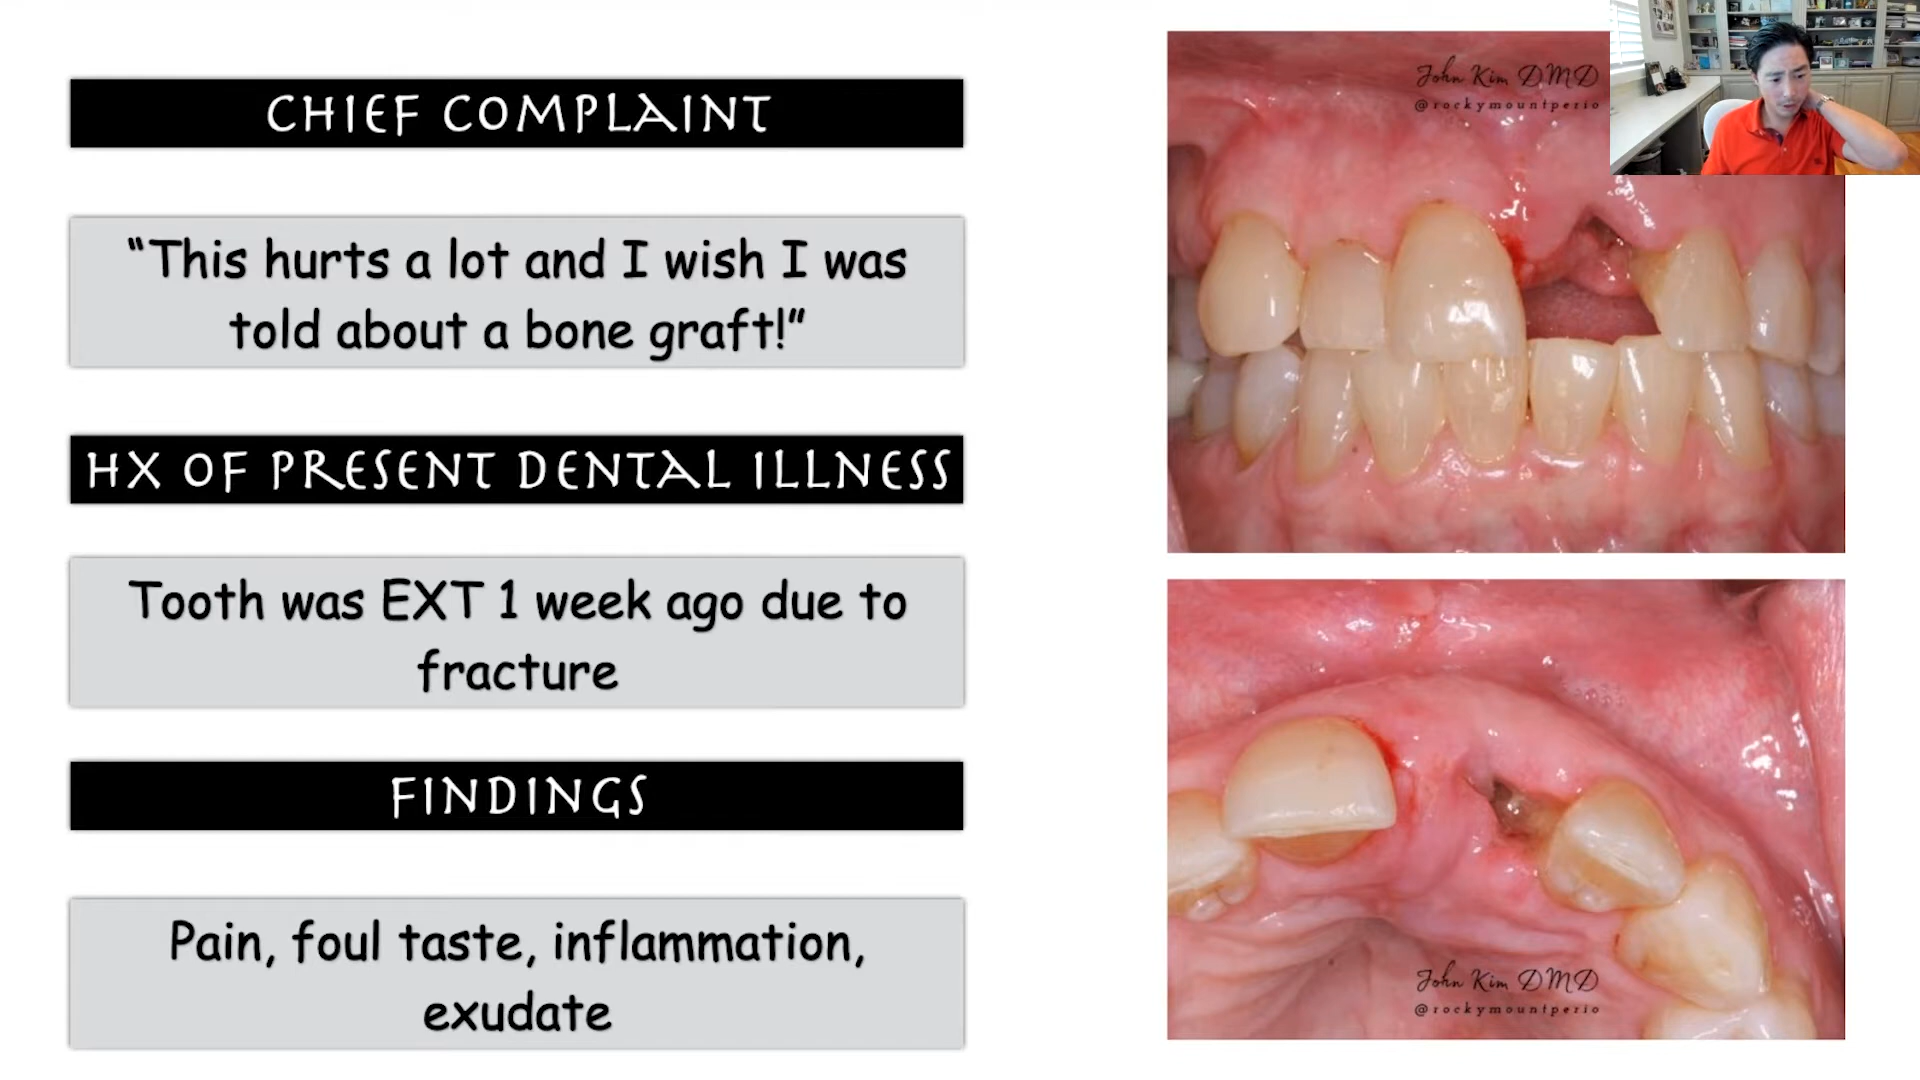 CHIEF COMPLAINT
“This hurts a lot and I wish I was
told about a bone graft!”
HX OF PRESENT DENTAL ILLNESS
Tooth was EXT 1 week ago due to
fracture
FINDINGS
Pain, foul taste, inflammation,
exudate
John Kim DMD
@rockymountperio
John Kim DMD
@rockymountperio